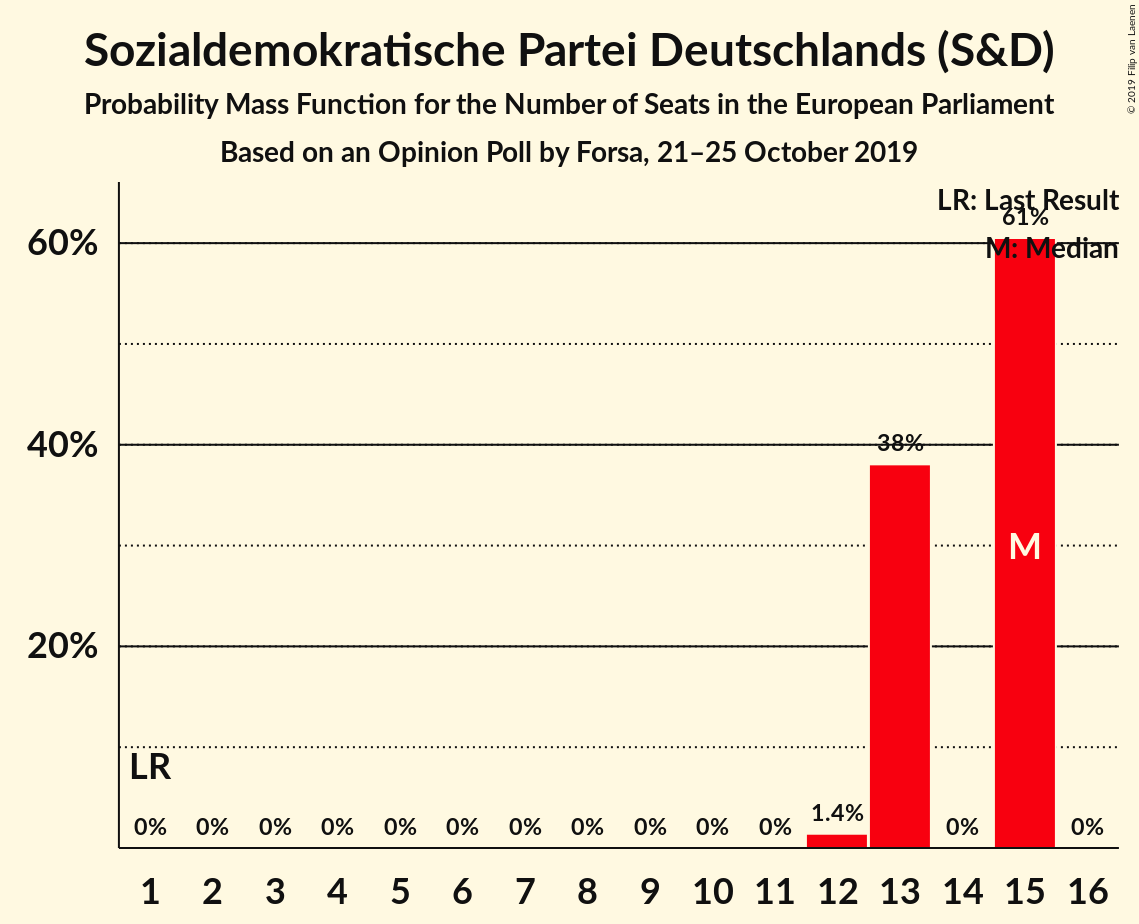 Sozialdemokratische Partei Deutschlands (S&D)
Probability Mass Function for the Number of Seats in the European Parliament
Based on an Opinion Poll by Forsa, 21–25 October 2019
© 2019 Filip van Laenen
LR: Last Result
M: Median
61%
60%
38%
40%
M
20%
LR
1.4%
0% 0% 0% 0% 0% 0% 0% 0% 0% 0% 0% 0% 0%
1 2 3 4 5 6 7 8 9 10 11 12 13 14 15 16